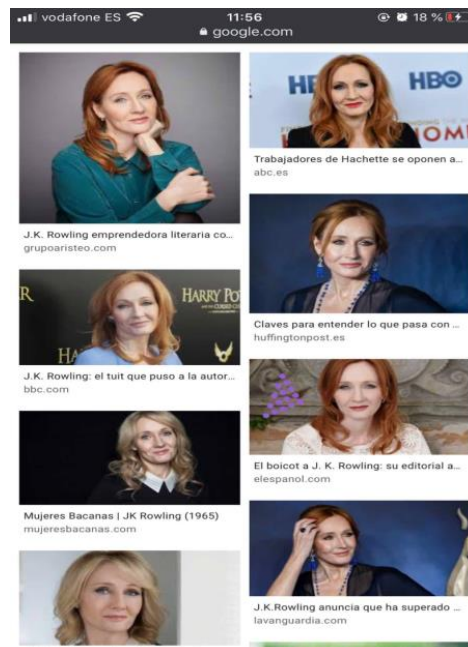 vodafone ES
11:56
18 %
google.com
HB
HBO
HOM
Trabajadores de Hachette se oponen a...
abc.es
J.K. Rowling emprendedora literaria co...
grupoaristeo.com
Claves para entender lo que pasa con ...
huffingtonpost.es
R
HARRY PO
HA
J.K. Rowling: el tuit que puso a la autor...
bbc.com
El boicot a J. K. Rowling: su editorial a...
elespanol.com
Mujeres Bacanas | JK Rowling (1965)
mujeresbacanas.com
J.K.Rowling anuncia que ha superado ...
lavanguardia.com